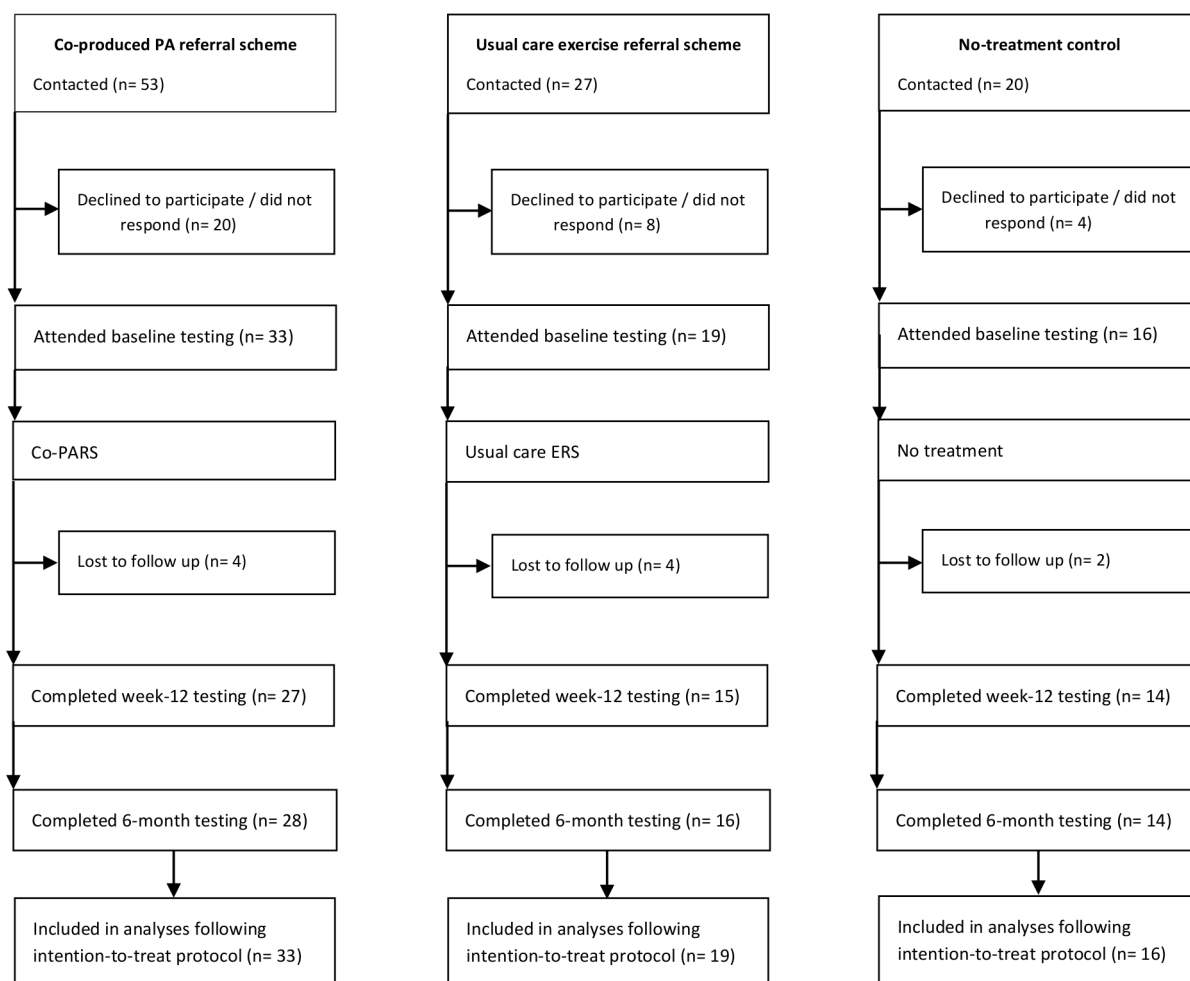 Co-produced PA referral scheme
Contacted (n= 53)
Declined to participate / did not
respond (n= 20)
Attended baseline testing (n= 33)
Co-PARS
Lost to follow up (n= 4)
Completed week-12 testing (n= 27)
Completed 6-month testing (n= 28)
Included in analyses following
intention-to-treat protocol (n= 33)
Usual care exercise referral scheme
Contacted (n= 27)
Declined to participate / did not
respond (n= 8)
Attended baseline testing (n= 19)
Usual care ERS
Lost to follow up (n= 4)
Completed week-12 testing (n= 15)
Completed 6-month testing (n= 16)
Included in analyses following
intention-to-treat protocol (n= 19)
No-treatment control
Contacted (n= 20)
Declined to participate / did not
respond (n= 4)
Attended baseline testing (n= 16)
No treatment
Lost to follow up (n= 2)
Completed week-12 testing (n= 14)
Completed 6-month testing (n= 14)
Included in analyses following
intention-to-treat protocol (n= 16)